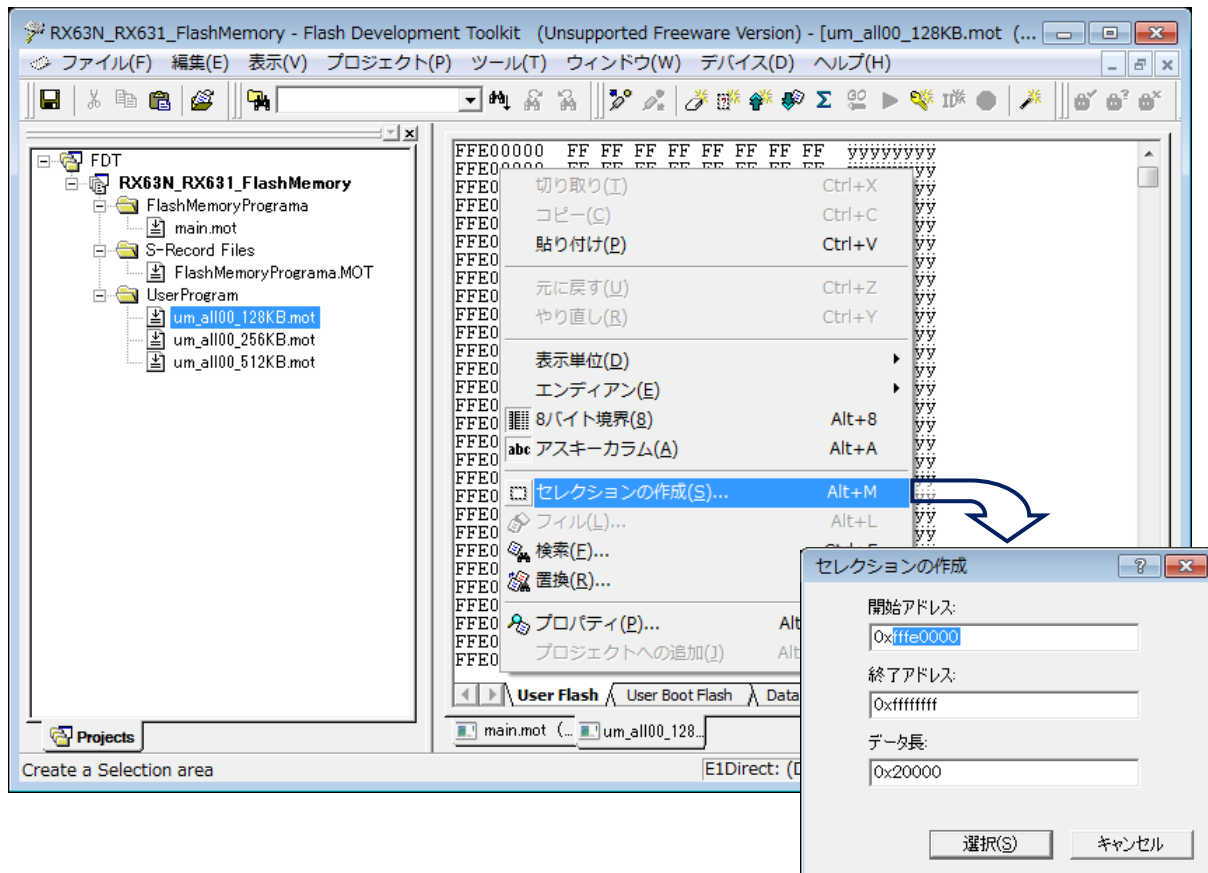 RX63N_RX631_FlashMemory - Flash Development Toolkit (Unsupported Freeware Version) - [um_all00_128KB.mot (...
ファイル(F) 編集(E) 表示(V) プロジェクト(P) ツール(T) ウィンドウ(W) デバイス(D) ヘルプ(H)
FDT
RX63N_RX631_FlashMemory
FlashMemoryPrograma
main.mot
S-Record Files
FlashMemoryPrograma.MOT
UserProgram
um_all00_128KB.mot
um_all00_256KB.mot
um_all00_512KB.mot
Projects
FFE00000 FF FF FF FF FF FF FF FF ÿÿÿÿÿÿÿÿ
切り取り(T) Ctrl+X
コピー(C) Ctrl+C
貼り付け(P) Ctrl+V
元に戻す(U) Ctrl+Z
やり直し(R) Ctrl+Y
表示単位(D)
エンディアン(E)
8バイト境界(8) Alt+8
abc アスキーカラム(A) Alt+A
セレクションの作成(S)... Alt+M
フィル(L)... Alt+L
検索(F)...
置換(R)...
プロパティ(P)... Alt
プロジェクトへの追加(J) Alt
User Flash User Boot Flash Data
main.mot (... um_all00_128...
Create a Selection area E1Direct: (D
セレクションの作成
開始アドレス:
0xfffe0000
終了アドレス:
0xffffffff
データ長:
0x20000
選択(S) キャンセル